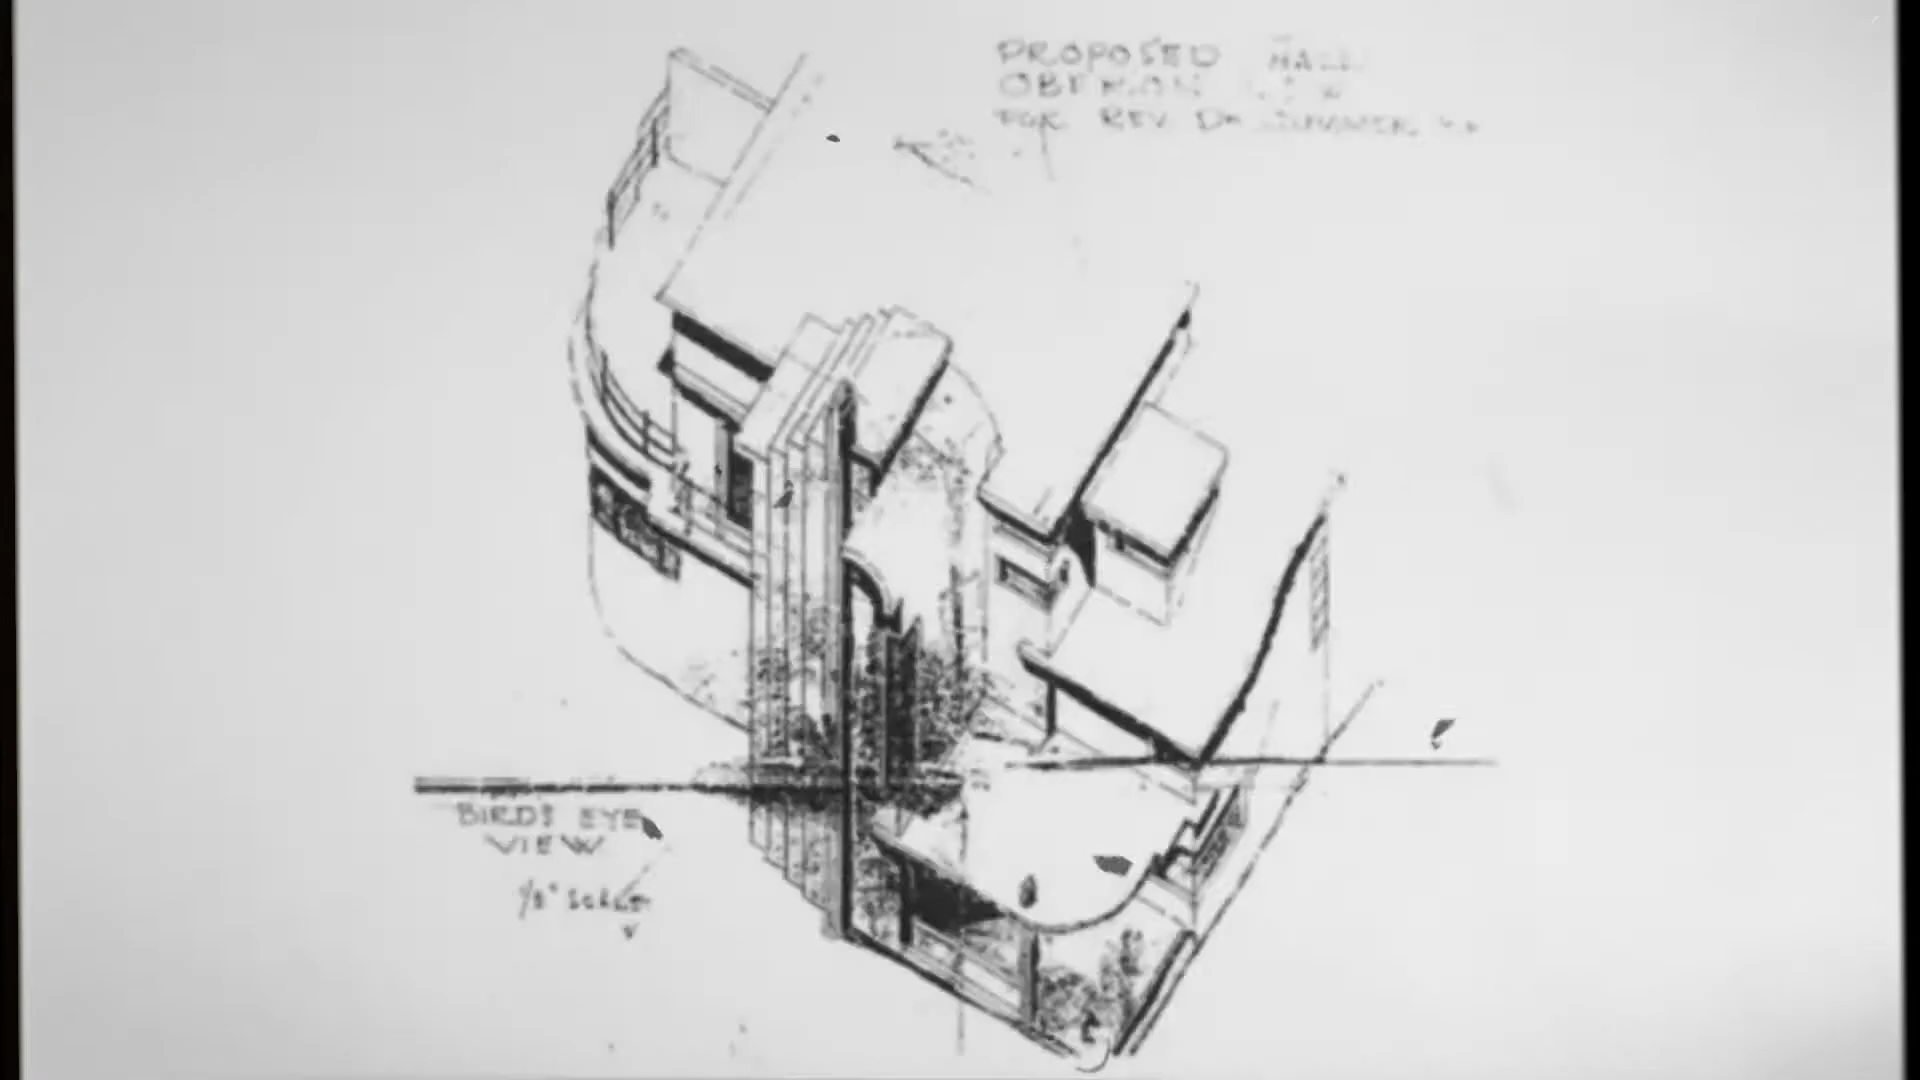 PROPOSED HALL
OBERON
FOR REV. DR.
BIRDS EYE
VIEW
1/8" SCALE